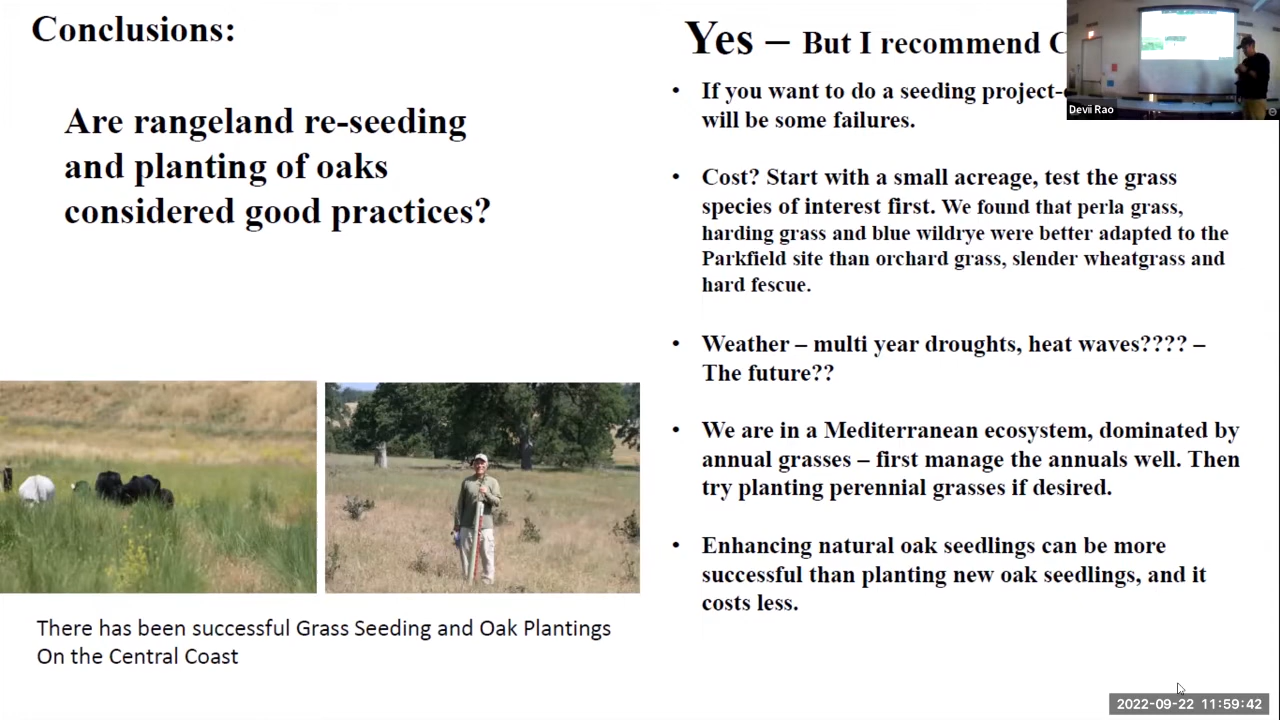 Conclusions:
Are rangeland re-seeding
and planting of oaks
considered good practices?
There has been successful Grass Seeding and Oak Plantings
On the Central Coast
Yes – But I recommend
• If you want to do a seeding project-
will be some failures.
• Cost? Start with a small acreage, test the grass
species of interest first. We found that perla grass,
harding grass and blue wildrye were better adapted to the
Parkfield site than orchard grass, slender wheatgrass and
hard fescue.
• Weather – multi year droughts, heat waves???? –
The future??
• We are in a Mediterranean ecosystem, dominated by
annual grasses – first manage the annuals well. Then
try planting perennial grasses if desired.
• Enhancing natural oak seedlings can be more
successful than planting new oak seedlings, and it
costs less.
Devii Rao
2022-09-22 11:59:42